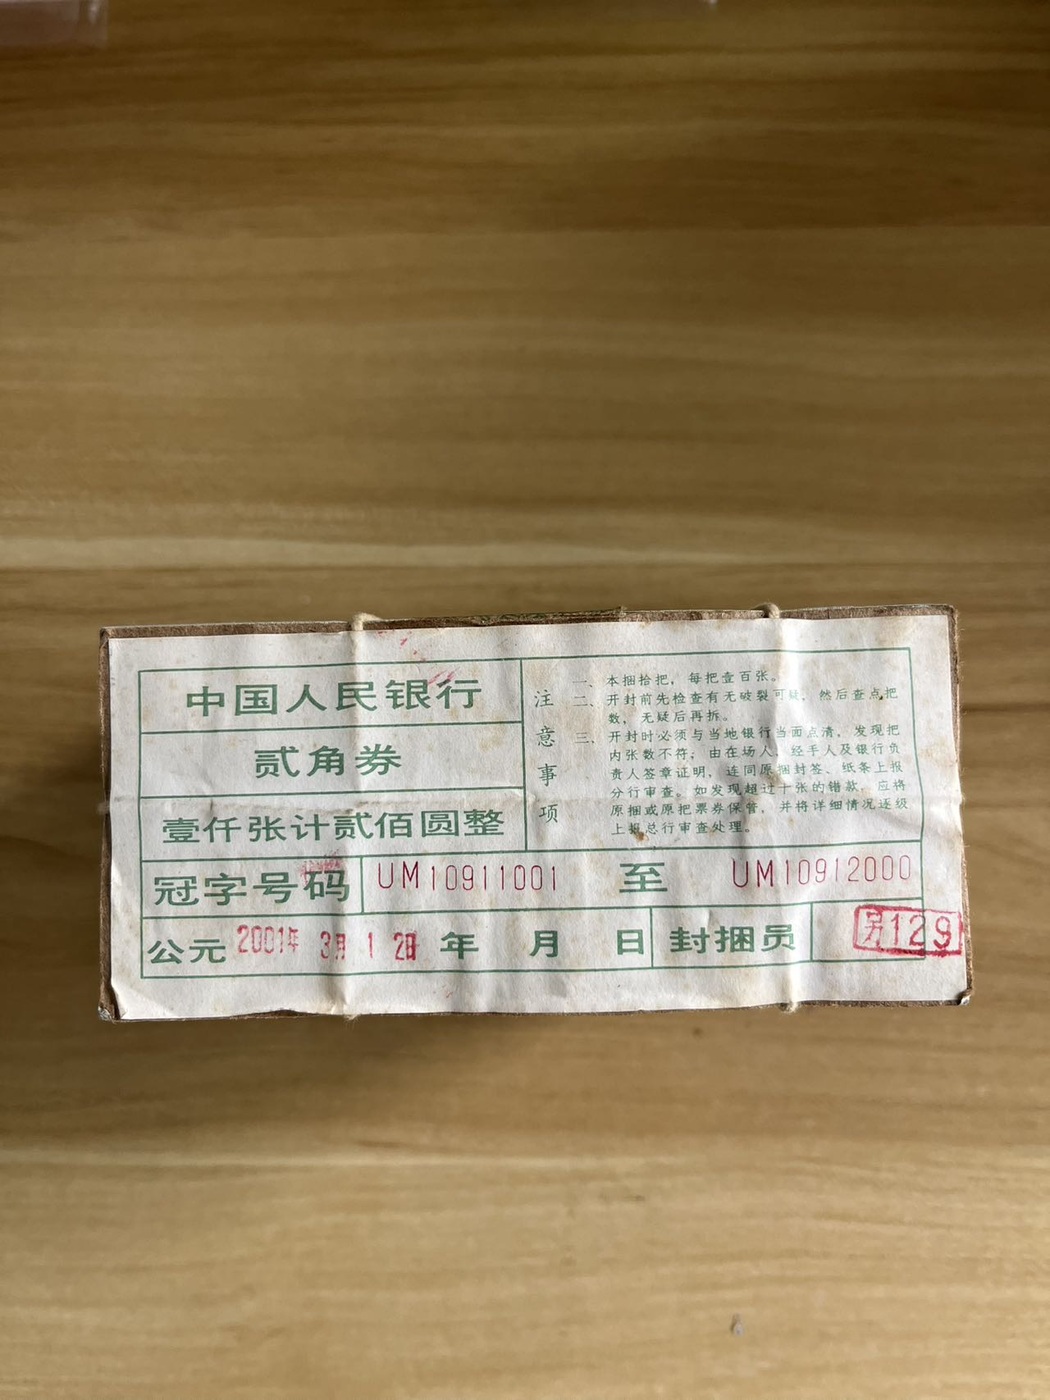 中国人民银行
贰角券
壹仟张计贰佰圆整
注意事项
一、本捆拾把，每把壹百张。
二、开封前先检查有无破裂可疑，然后查点把
数，无疑后再拆。
三、开封时必须与当地银行当面点清，发现把
内张数不符，由在场人、经手人及银行负
责人签章证明，连同原捆封签、纸条上报
分行审查。如发现超过十张的错款，应将
原捆或原把票券保管，并将详细情况逐级
上报总行审查处理。
冠字号码 UM10911001 至 UM10912000
公元 2001年 3月 1 2日 年 月 日 封捆员 另129